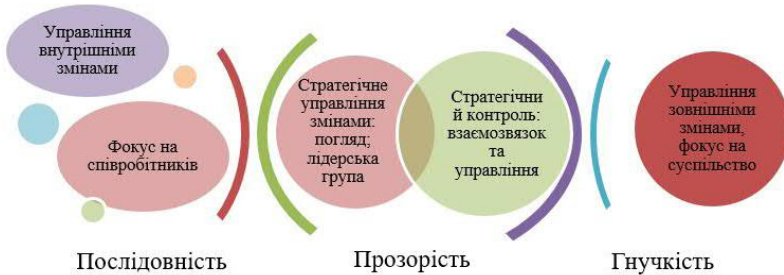 Управління
внутрішніми
змінами
Фокус на
співробітників
Стратегічне
управління
змінами:
погляд;
лідерська
група
Стратегічни
й контроль:
взаємозвязок
та
управління
Управління
зовнішніми
змінами,
фокус на
суспільство
Послідовність
Прозорість
Гнучкість